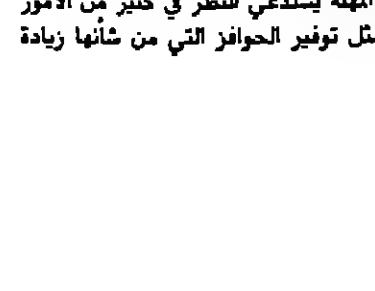 المهنة يستدعي النظر في كثير من الأمور
مثل توفير الحوافز التي من شأنها زيادة